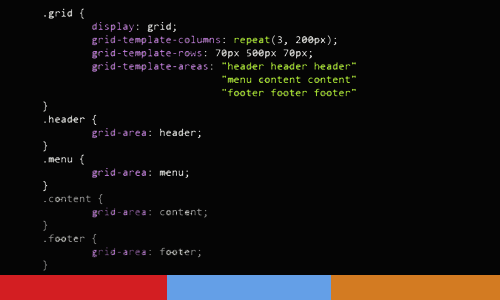 .grid {
display: grid;
grid-template-columns: repeat(3, 200px);
grid-template-rows: 70px 500px 70px;
grid-template-areas: "header header header"
"menu content content"
"footer footer footer"
}
.header {
grid-area: header;
}
.menu {
grid-area: menu;
}
.content {
grid-area: content;
}
.footer {
grid-area: footer;
}